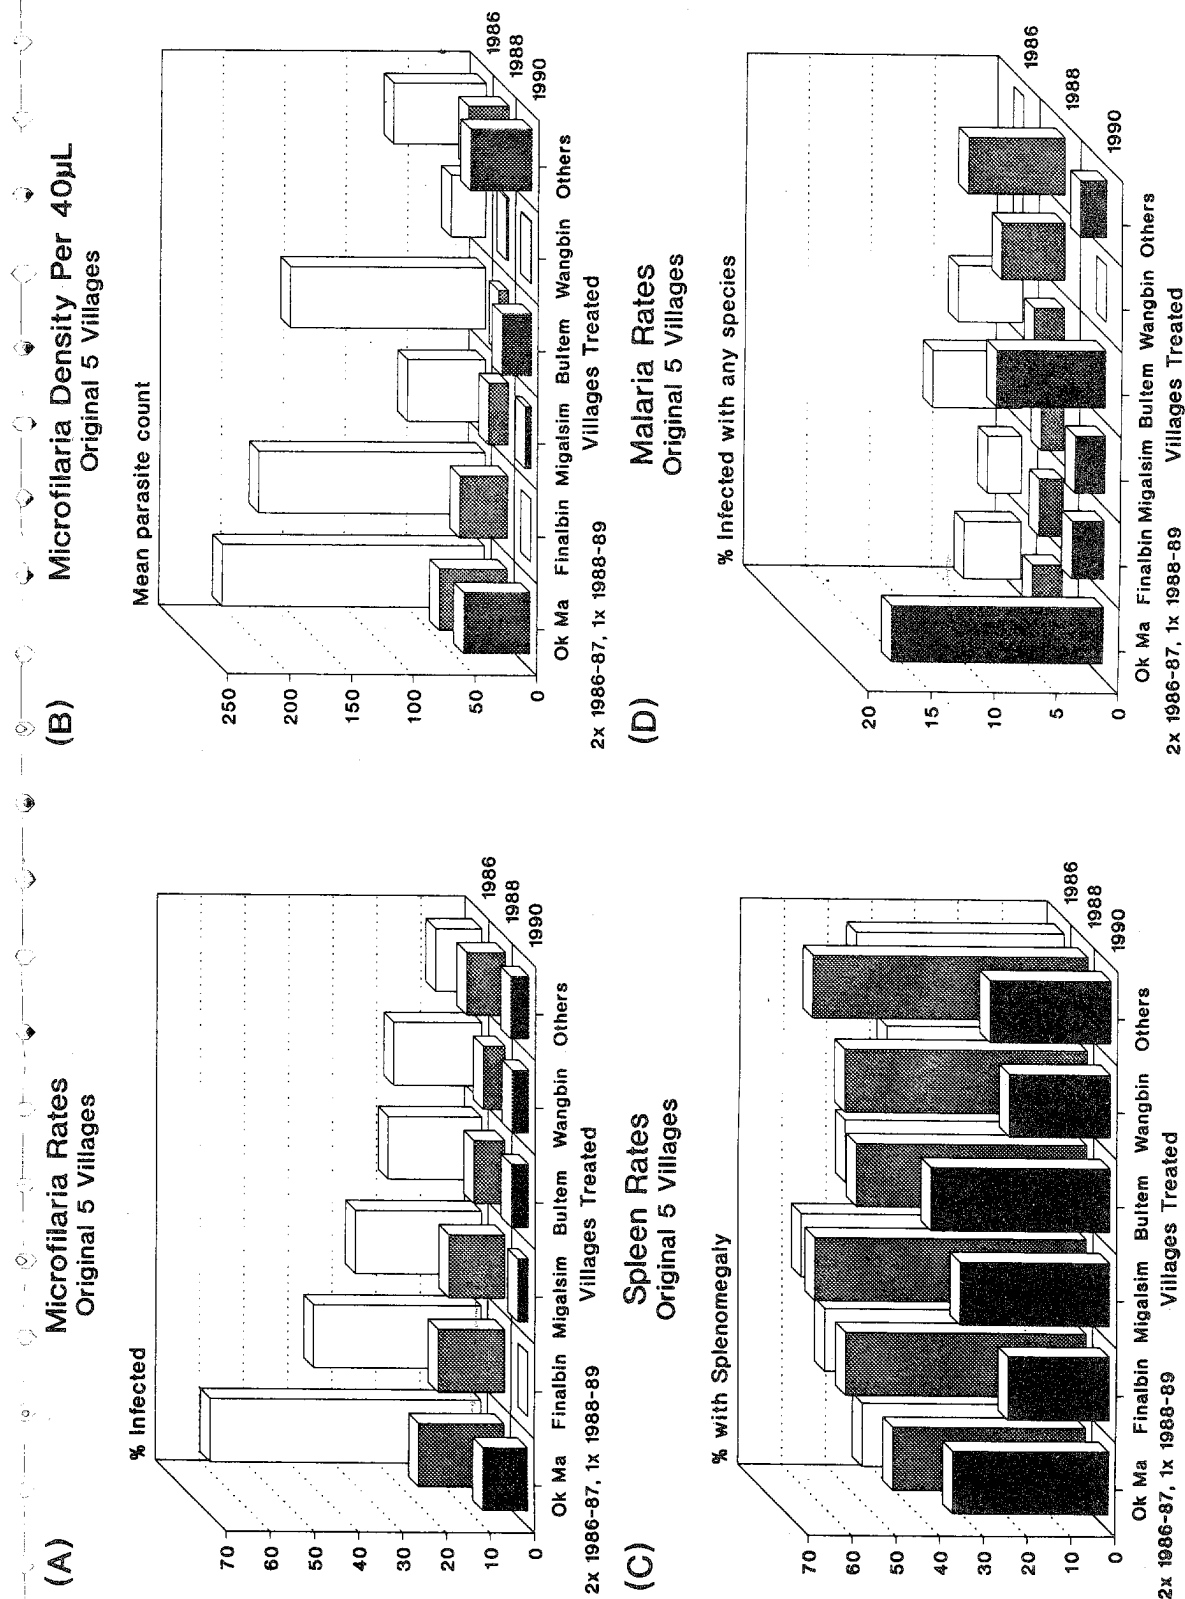 (A)
Microfilaria Rates
Original 5 Villages
% Infected
70
60
50
40
30
20
10
0
1986
1988
1990
Ok Ma Finalbin Migalsim Bultem Wangbin Others
2x 1986-87, 1x 1988-89 Villages Treated
(B)
Microfilaria Density Per 40µL
Original 5 Villages
Mean parasite count
250
200
150
100
50
0
1986
1988
1990
Ok Ma Finalbin Migalsim Bultem Wangbin Others
2x 1986-87, 1x 1988-89 Villages Treated
(C)
Spleen Rates
Original 5 Villages
% with Splenomegaly
70
60
50
40
30
20
10
0
1986
1988
1990
Ok Ma Finalbin Migalsim Bultem Wangbin Others
2x 1986-87, 1x 1988-89 Villages Treated
(D)
Malaria Rates
Original 5 Villages
% Infected with any species
20
15
10
5
0
1986
1988
1990
Ok Ma Finalbin Migalsim Bultem Wangbin Others
2x 1986-87, 1x 1988-89 Villages Treated